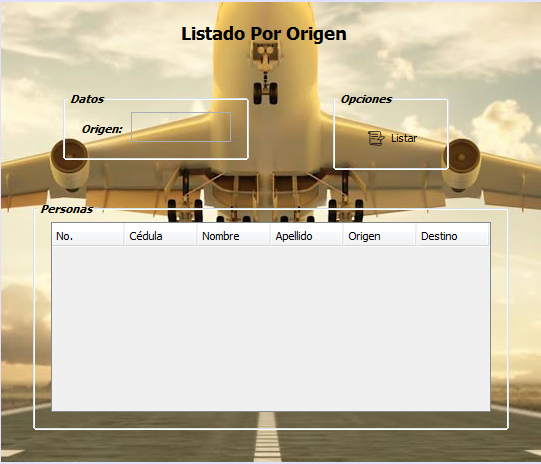 Listado Por Origen
Datos
Opciones
Origen:
Listar
Personas
No. Cédula Nombre Apellido Origen Destino